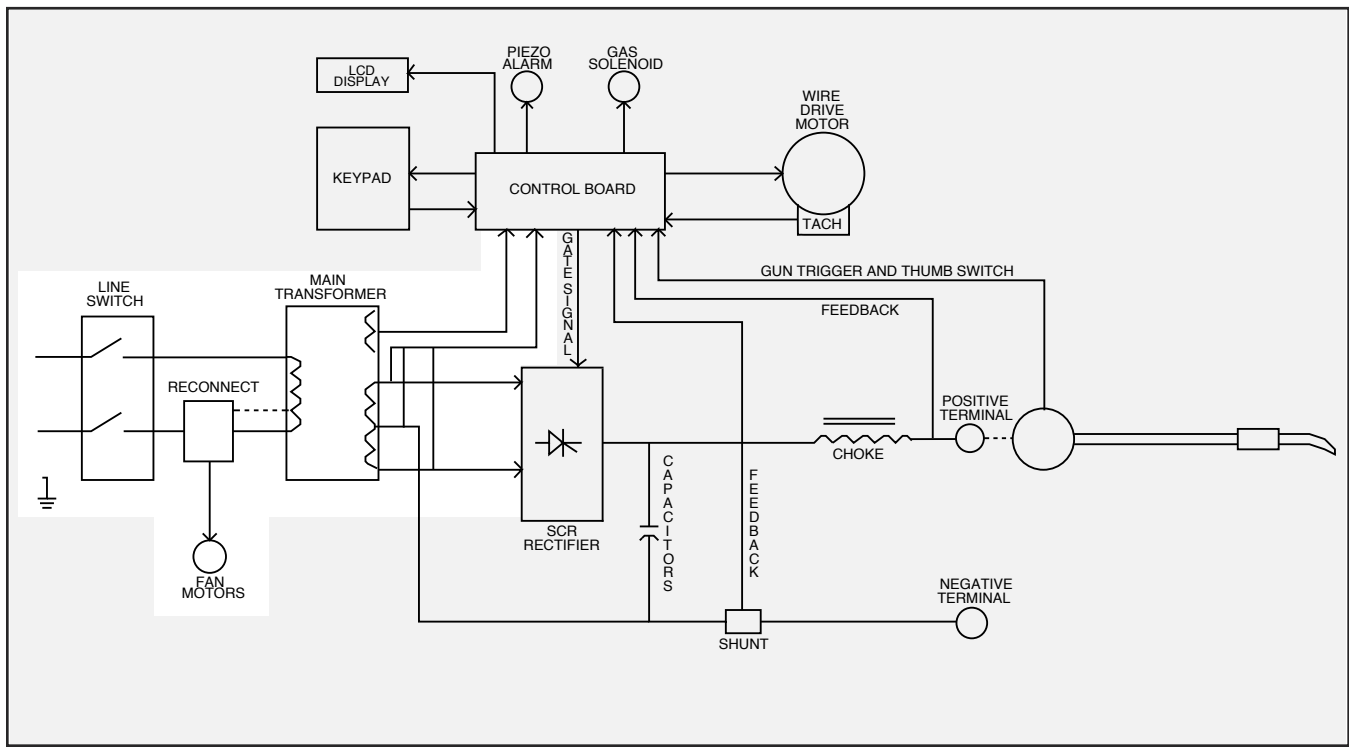 PIEZO
ALARM
GAS
SOLENOID
LCD
DISPLAY
WIRE
DRIVE
MOTOR
KEYPAD
CONTROL BOARD
TACH
GATE SIGNAL
GUN TRIGGER AND THUMB SWITCH
LINE
SWITCH
MAIN
TRANSFORMER
FEEDBACK
RECONNECT
POSITIVE
TERMINAL
CHOKE
CAPACITORS
FEEDBACK
SCR
RECTIFIER
FAN
MOTORS
NEGATIVE
TERMINAL
SHUNT